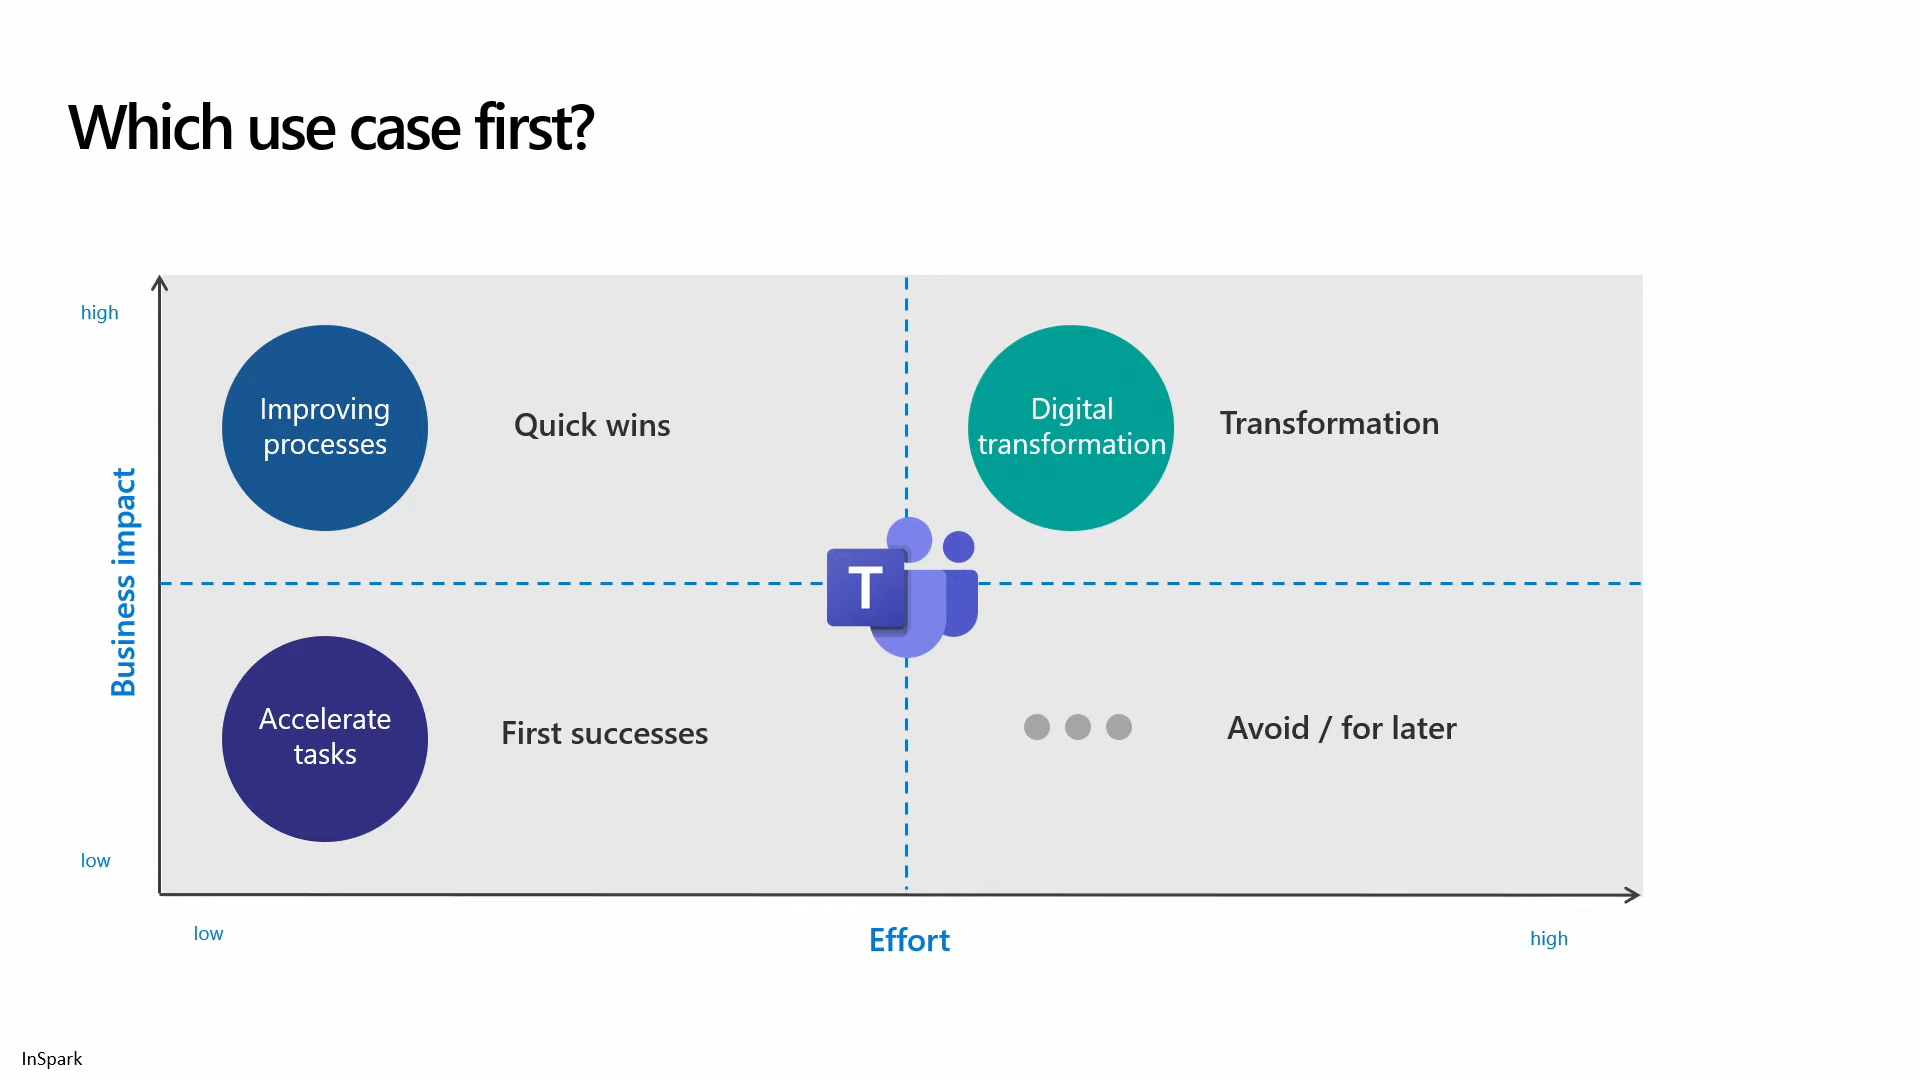 Which use case first?
high
Improving
processes
Quick wins
Digital
transformation
Transformation
Business impact
T
Accelerate
tasks
First successes
Avoid / for later
low
low
Effort
high
InSpark